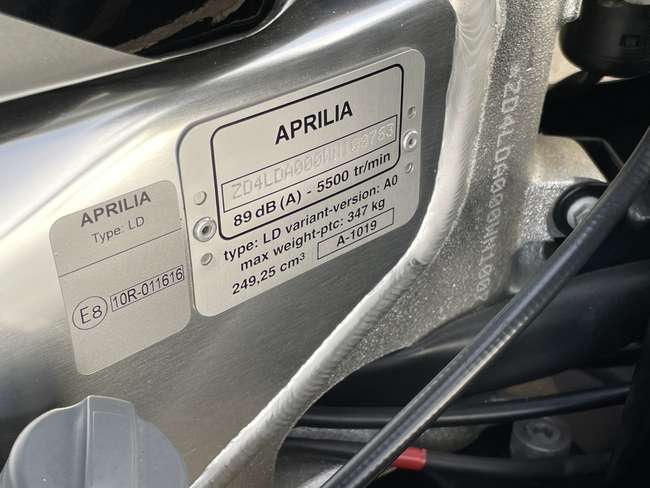 APRILIA
ZD4LDA000WN100763
89 dB (A) - 5500 tr/min
type: LD variant-version: A0
max weight-ptc: 347 kg
249,25 cm³
A-1019
APRILIA
Type: LD
E8
10R-011616